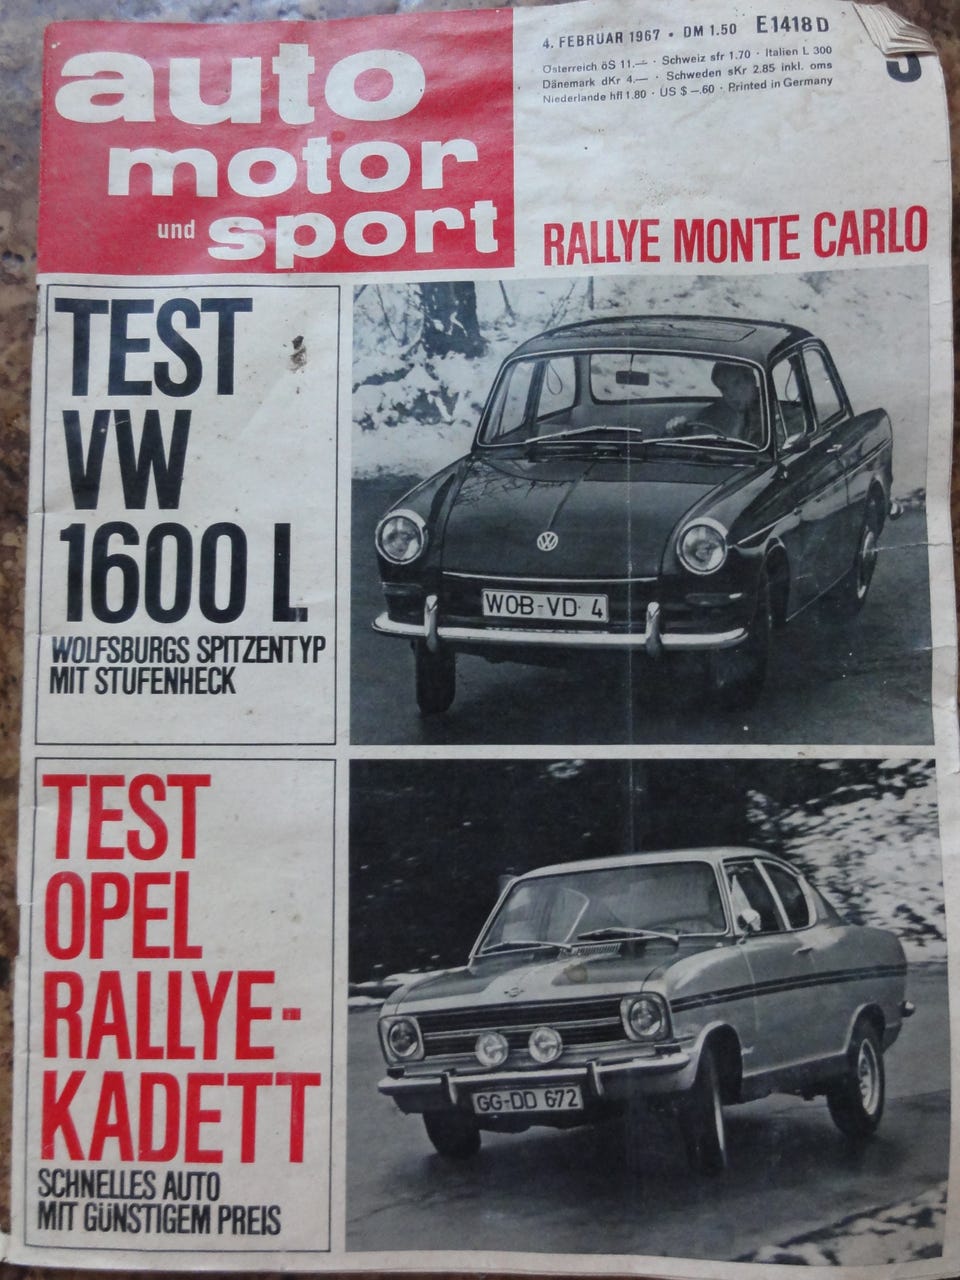 auto
motor
und sport
4. FEBRUAR 1967 • DM 1.50 E 1418 D
Österreich öS 11.— · Schweiz sfr 1.70 · Italien L 300
Dänemark dKr 4.— · Schweden sKr 2.85 inkl. oms
Niederlande hfl 1.80 · US $ —.60 · Printed in Germany
RALLYE MONTE CARLO
TEST
VW
1600 L
WOLFSBURGS SPITZENTYP
MIT STUFENHECK
WOB-VD 4
TEST
OPEL
RALLYE-
KADETT
SCHNELLES AUTO
MIT GÜNSTIGEM PREIS
GG-DD 672